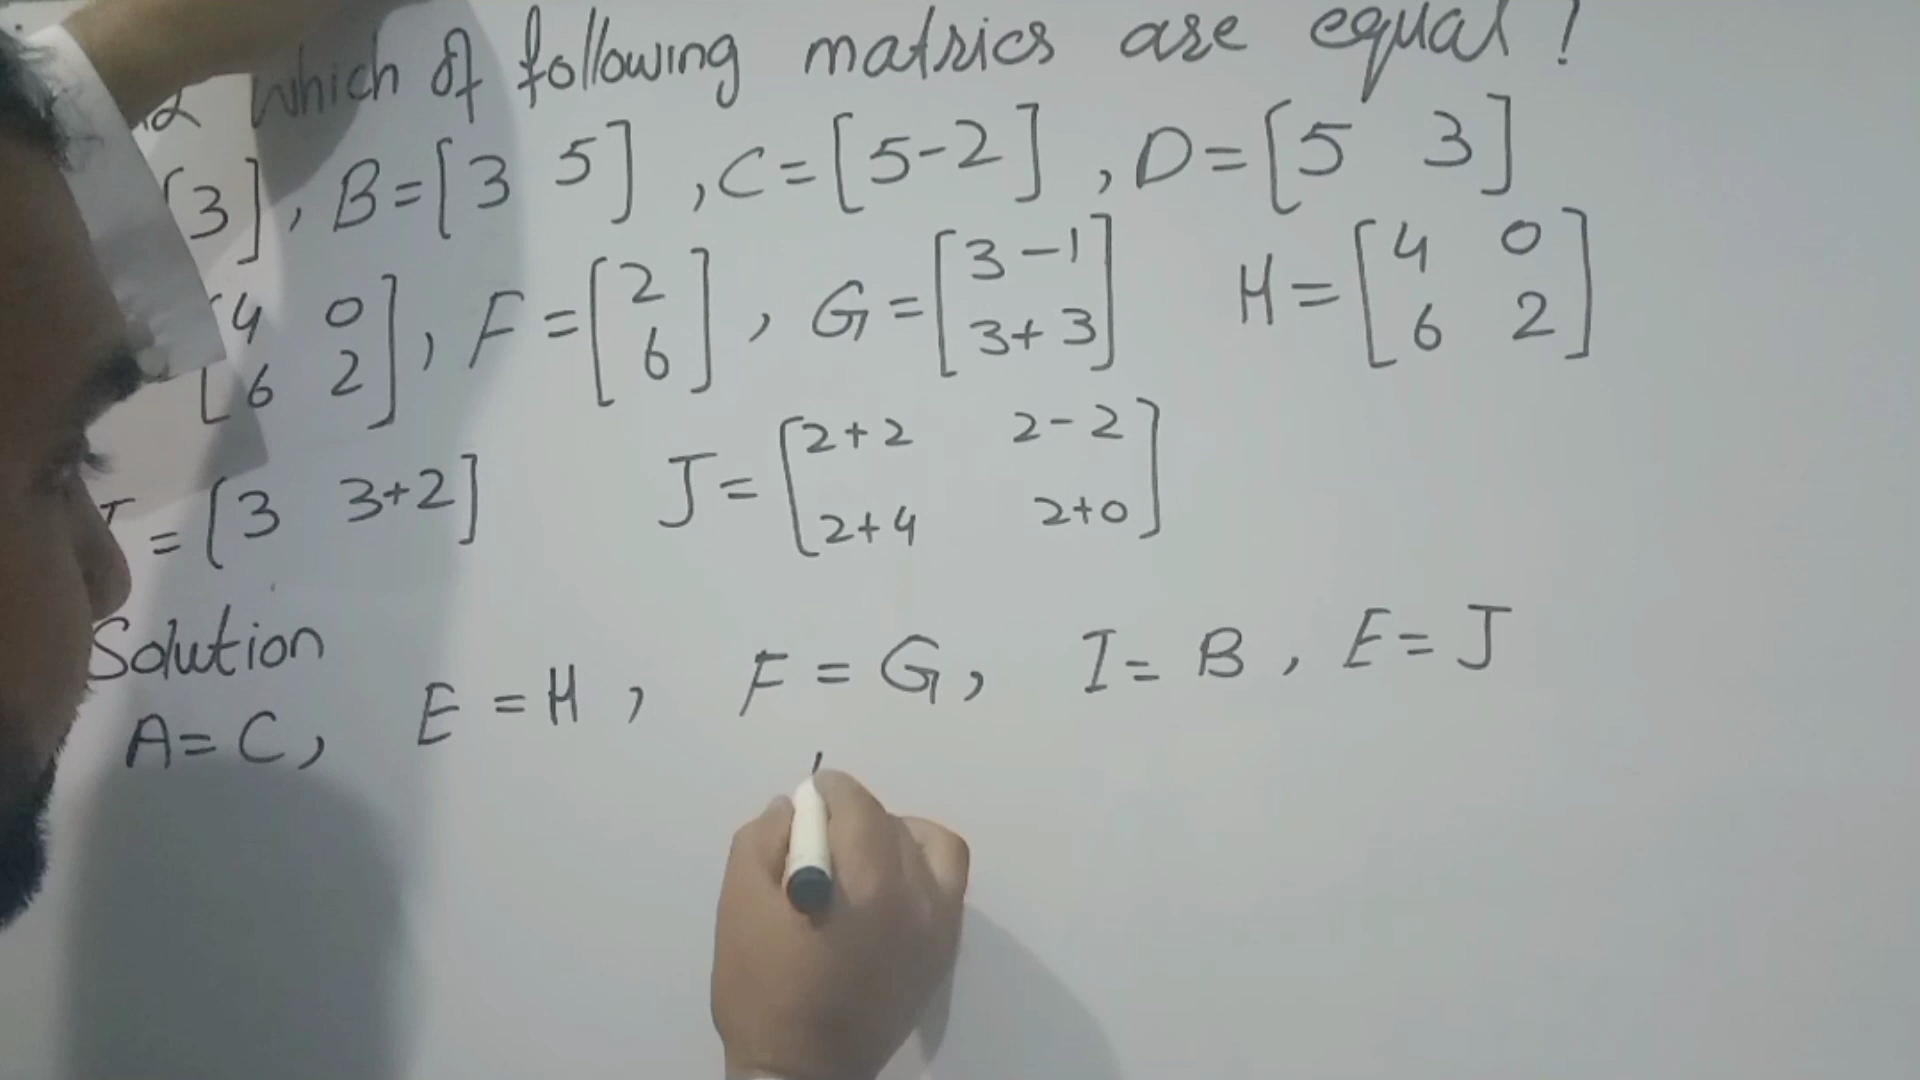 which of following matrics are equal?
[3], B=[3 5], C=[5-2], D=[5 3]
[4 0
6 2], F=[2
6], G=[3-1
3+3] H=[4 0
6 2]
I=[3 3+2] J=[2+2 2-2
2+4 2+0]
Solution
A=C, E=H, F=G, I=B, E=J